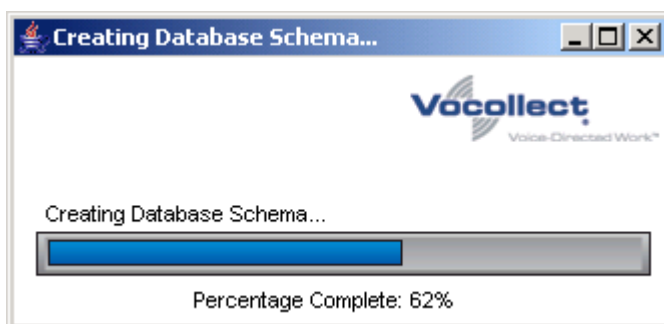 Creating Database Schema...
Vocollect
Voice-Directed Work™
Creating Database Schema...
Percentage Complete: 62%